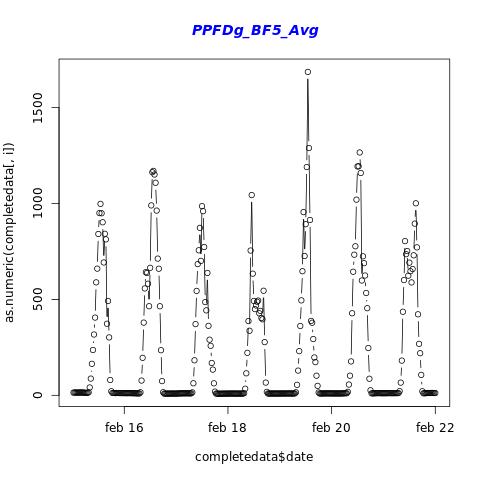 PPFDg_BF5_Avg
as.numeric(completedata[, i])
1500
1000
500
0
feb 16
feb 18
feb 20
feb 22
completedata$date